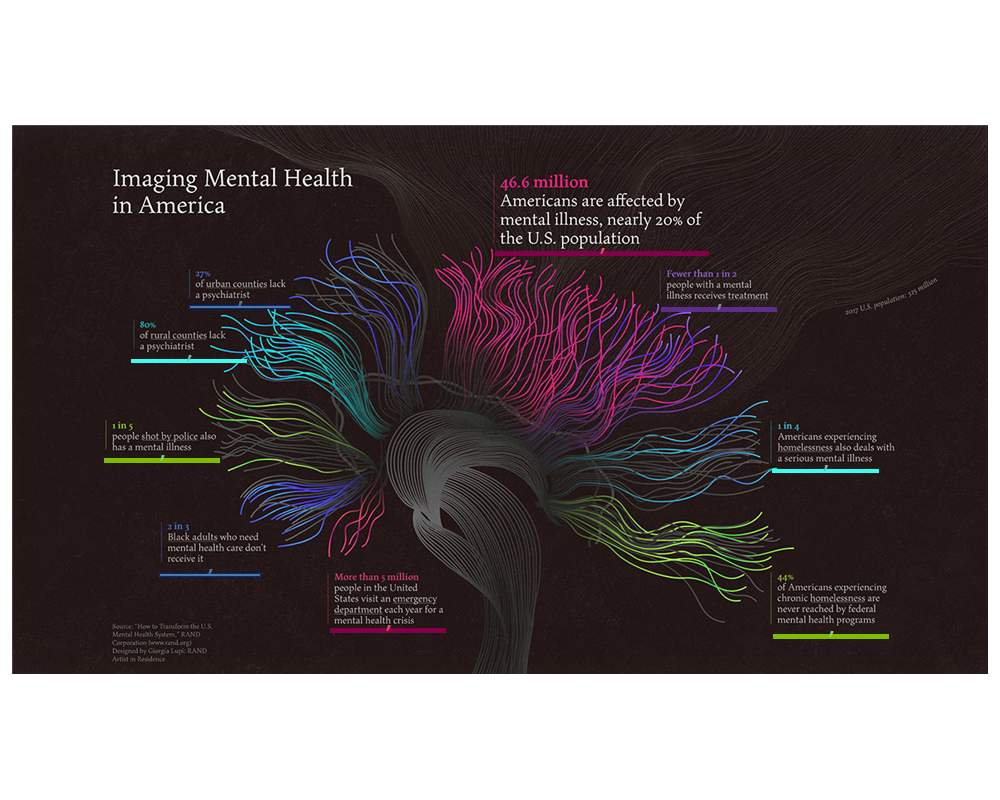 Imaging Mental Health
in America
46.6 million
Americans are affected by
mental illness, nearly 20% of
the U.S. population
27%
of urban counties lack
a psychiatrist
Fewer than 1 in 2
people with a mental
illness receives treatment
2017 U.S. population: 325 million
80%
of rural counties lack
a psychiatrist
1 in 5
people shot by police also
has a mental illness
1 in 4
Americans experiencing
homelessness also deals with
a serious mental illness
2 in 3
Black adults who need
mental health care don't
receive it
More than 5 million
people in the United
States visit an emergency
department each year for a
mental health crisis
44%
of Americans experiencing
chronic homelessness are
never reached by federal
mental health programs
Source: "How to Transform the U.S.
Mental Health System," RAND
Corporation (www.rand.org)
Designed by Giorgia Lupi: RAND
Artist in Residence